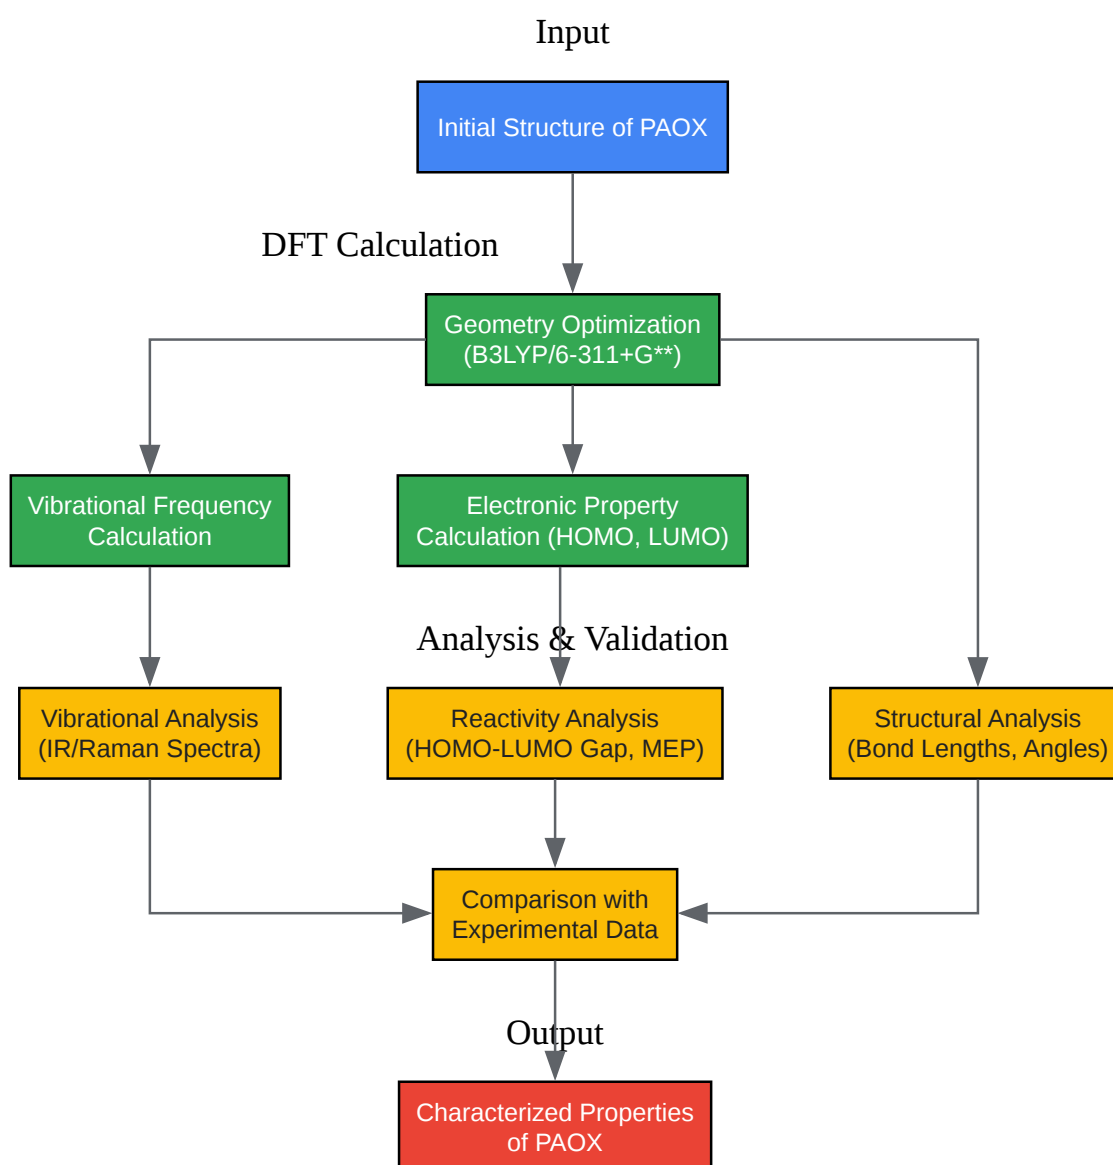 Input
Initial Structure of PAOX
DFT Calculation
Geometry Optimization
(B3LYP/6-311+G**)
Vibrational Frequency
Calculation
Electronic Property
Calculation (HOMO, LUMO)
Analysis & Validation
Vibrational Analysis
(IR/Raman Spectra)
Reactivity Analysis
(HOMO-LUMO Gap, MEP)
Structural Analysis
(Bond Lengths, Angles)
Comparison with
Experimental Data
Output
Characterized Properties
of PAOX